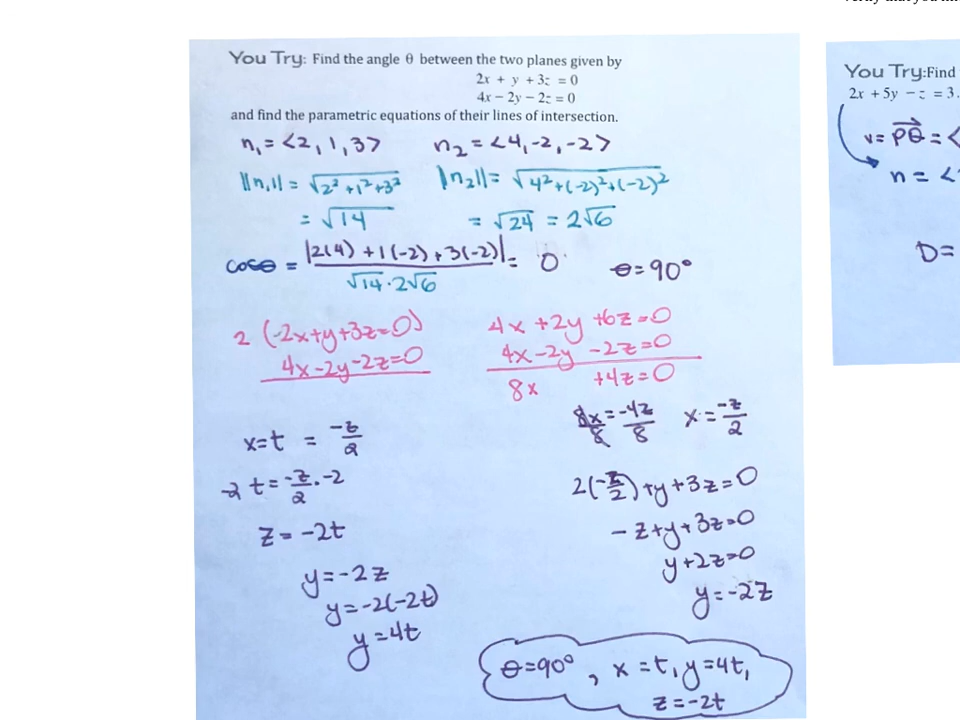 You Try: Find the angle θ between the two planes given by
2x + y + 3z = 0
4x − 2y − 2z = 0
and find the parametric equations of their lines of intersection.
n₁ = <2, 1, 3> n₂ = <4, -2, -2>
||n₁|| = √2² + 1² + 3² ||n₂|| = √4² + (-2)² + (-2)²
= √14 = √24 = 2√6
cosθ = |2(4) + 1(-2) + 3(-2)| / √14 · 2√6 = 0 θ = 90°
2 (-2x + y + 3z = 0) 4x + 2y + 6z = 0
4x - 2y - 2z = 0 4x - 2y - 2z = 0
8x + 4z = 0
8x/8 = -4z/8 x = -z/2
x = t = -z/2
-2 t = -z/2 · -2
z = -2t
y = -2z
y = -2(-2t)
y = 4t
2(-z/2) + y + 3z = 0
- z + y + 3z = 0
y + 2z = 0
y = -2z
θ = 90°, x = t, y = 4t,
z = -2t
You Try: Find
2x + 5y − z = 3.
v = PQ = <
n = <
D =